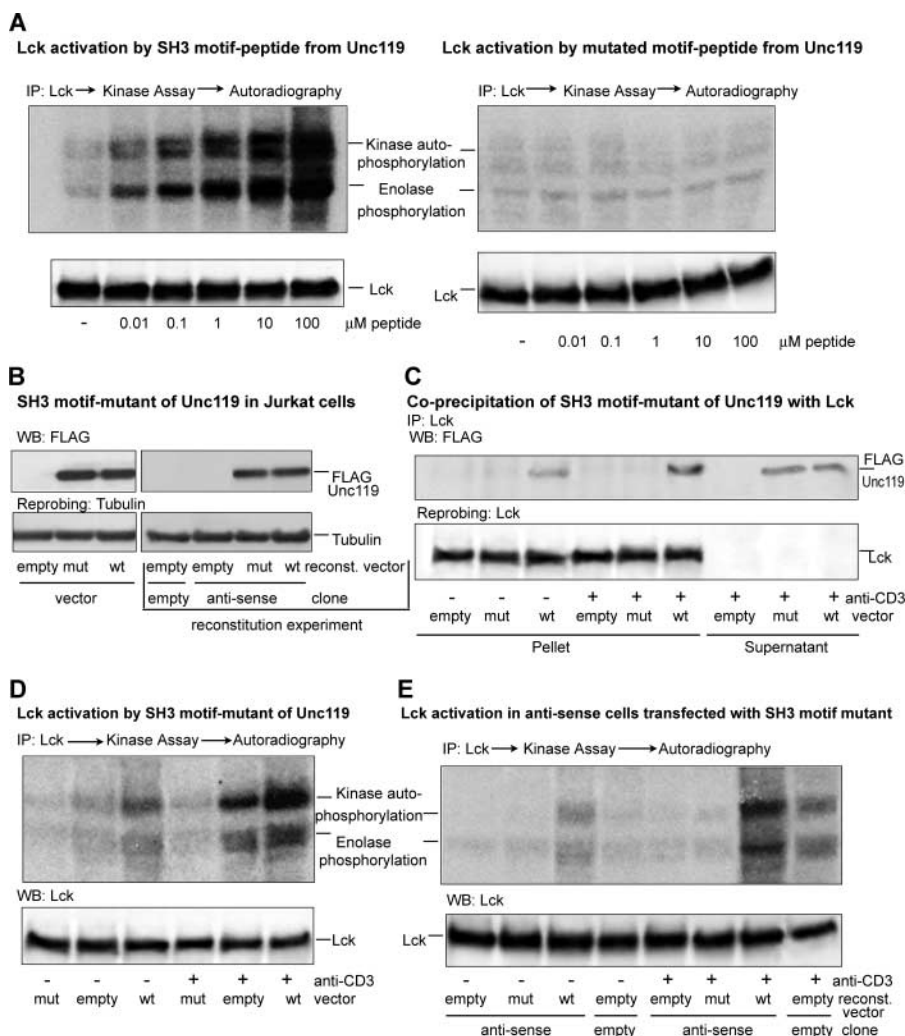 A
Lck activation by SH3 motif-peptide from Unc119
Lck activation by mutated motif-peptide from Unc119
IP: Lck → Kinase Assay → Autoradiography
IP: Lck → Kinase Assay → Autoradiography
Kinase auto-
phosphorylation
Enolase
phosphorylation
Lck
Lck
- 0.01 0.1 1 10 100 μM peptide
- 0.01 0.1 1 10 100 μM peptide
B
SH3 motif-mutant of Unc119 in Jurkat cells
WB: FLAG
FLAG
Unc119
Reprobing: Tubulin
Tubulin
empty mut wt empty empty mut wt reconst. vector
vector empty anti-sense clone
reconstitution experiment
C
Co-precipitation of SH3 motif-mutant of Unc119 with Lck
IP: Lck
WB: FLAG
FLAG
Unc119
Reprobing: Lck
Lck
- - - + + + + + + anti-CD3
empty mut wt empty mut wt empty mut wt vector
Pellet Supernatant
D
Lck activation by SH3 motif-mutant of Unc119
IP: Lck → Kinase Assay → Autoradiography
Kinase auto-
phosphorylation
Enolase
phosphorylation
WB: Lck
Lck
- - - + + + anti-CD3
mut empty wt mut empty wt vector
E
Lck activation in anti-sense cells transfected with SH3 motif mutant
IP: Lck → Kinase Assay → Autoradiography
WB: Lck
Lck
- - - - + + + + anti-CD3
empty mut wt empty empty mut wt empty reconst.
vector
anti-sense empty anti-sense empty clone